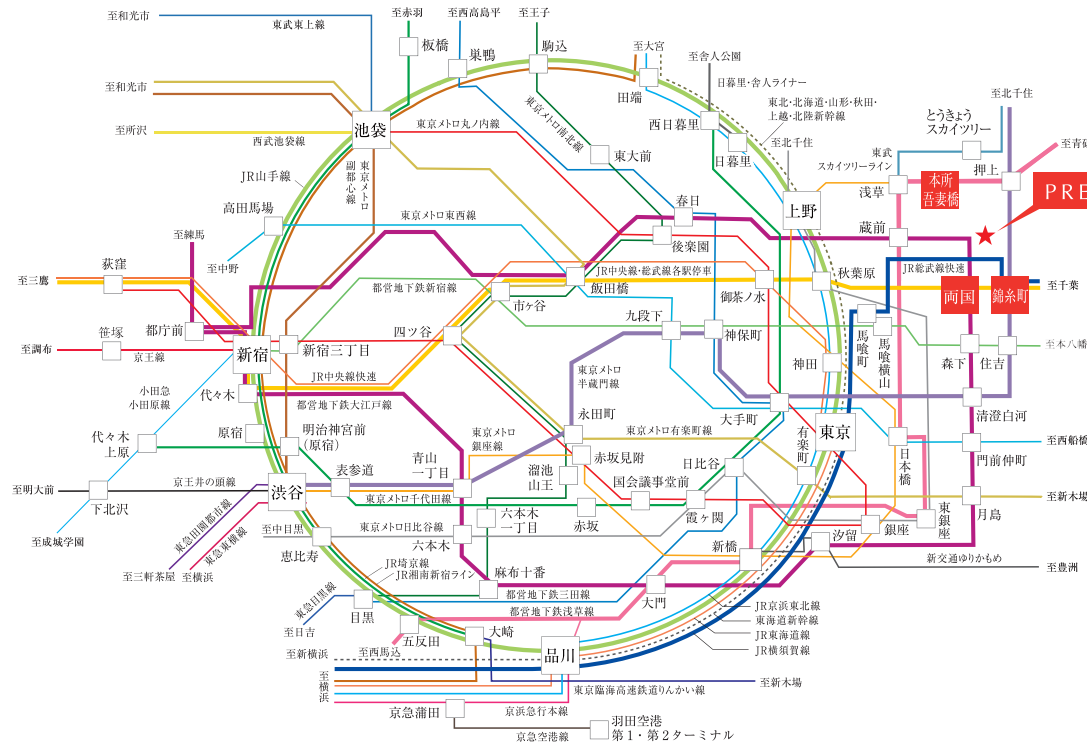 至和光市
東武東上線
至赤羽
至西高島平
至王子
板橋
巣鴨
駒込
至大宮
田端
至舎人公園
日暮里・舎人ライナー
東北・北海道・山形・秋田・
上越・北陸新幹線
至和光市
至所沢
西武池袋線
池袋
東京メトロ丸ノ内線
東京メトロ南北線
西日暮里
日暮里
至北千住
至北千住
とうきょう
スカイツリー
東武
スカイツリーライン
押上
至青砥
浅草
本所
吾妻橋
PRE
東京メトロ
副都心線
JR山手線
東大前
上野
高田馬場
東京メトロ東西線
春日
後楽園
蔵前
至練馬
至中野
荻窪
至三鷹
都営地下鉄新宿線
JR中央線・総武線各駅停車
飯田橋
市ヶ谷
御茶ノ水
秋葉原
JR総武線快速
両国
錦糸町
至千葉
笹塚
都庁前
至調布
京王線
新宿
新宿三丁目
四ツ谷
九段下
神保町
馬喰町
馬喰横山
至本八幡
森下
住吉
JR中央線快速
東京メトロ
半蔵門線
神田
小田急
小田原線
代々木
都営地下鉄大江戸線
永田町
大手町
清澄白河
代々木
上原
原宿
明治神宮前
(原宿)
青山
一丁目
東京メトロ
銀座線
東京メトロ有楽町線
赤坂見附
有楽町
東京
日本橋
門前仲町
至西船橋
至明大前
京王井の頭線
下北沢
渋谷
表参道
東京メトロ千代田線
溜池
山王
国会議事堂前
日比谷
月島
至新木場
至成城学園
東急田園都市線
東急東横線
至三軒茶屋
至横浜
至中目黒
東京メトロ日比谷線
恵比寿
六本木
六本木
一丁目
赤坂
霞ヶ関
銀座
東銀座
新橋
汐留
新交通ゆりかもめ
至豊洲
JR埼京線
JR湘南新宿ライン
麻布十番
東急目黒線
至日吉
目黒
都営地下鉄三田線
都営地下鉄浅草線
大門
五反田
至西馬込
大崎
品川
JR京浜東北線
東海道新幹線
JR東海道線
JR横須賀線
至新横浜
至横浜
東京臨海高速鉄道りんかい線
至新木場
京浜急行本線
京急蒲田
京急空港線
羽田空港
第1・第2ターミナル